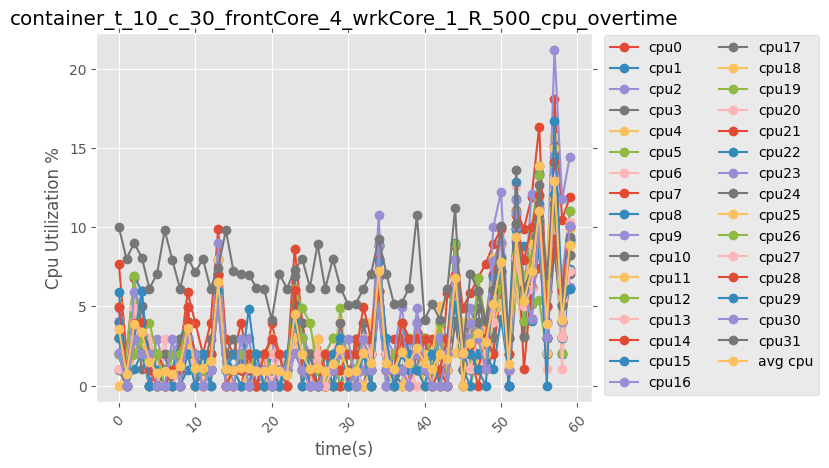 container_t_10_c_30_frontCore_4_wrkCore_1_R_500_cpu_overtime
Cpu Utilization %
20
15
10
5
0
0
10
20
30
40
50
60
time(s)
cpu0
cpu1
cpu2
cpu3
cpu4
cpu5
cpu6
cpu7
cpu8
cpu9
cpu10
cpu11
cpu12
cpu13
cpu14
cpu15
cpu16
cpu17
cpu18
cpu19
cpu20
cpu21
cpu22
cpu23
cpu24
cpu25
cpu26
cpu27
cpu28
cpu29
cpu30
cpu31
avg cpu